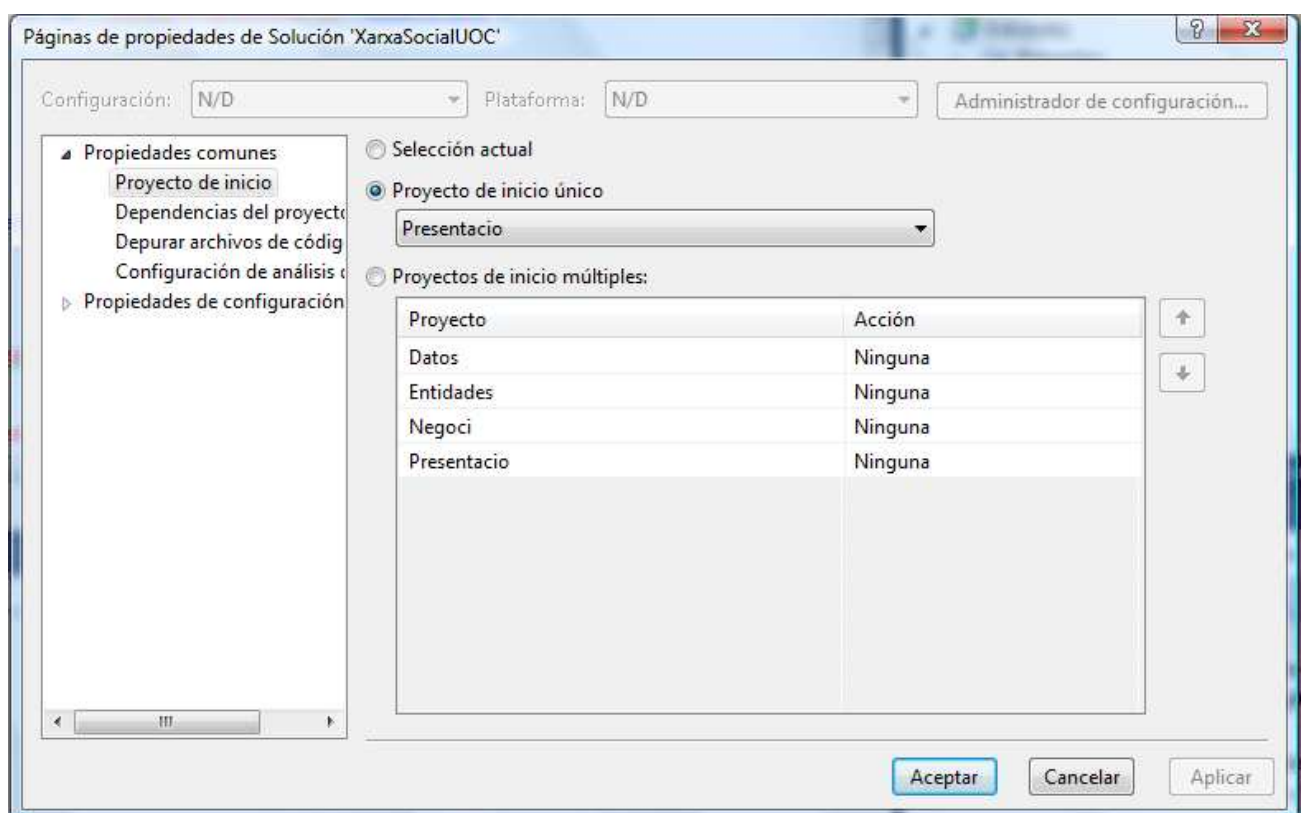 Páginas de propiedades de Solución 'XarxaSocialUOC'
Configuración: N/D Plataforma: N/D Administrador de configuración...
Propiedades comunes
Proyecto de inicio
Dependencias del proyecto
Depurar archivos de códig
Configuración de análisis
Propiedades de configuración
Selección actual
Proyecto de inicio único
Presentacio
Proyectos de inicio múltiples:
Proyecto Acción
Datos Ninguna
Entidades Ninguna
Negoci Ninguna
Presentacio Ninguna
Aceptar Cancelar Aplicar